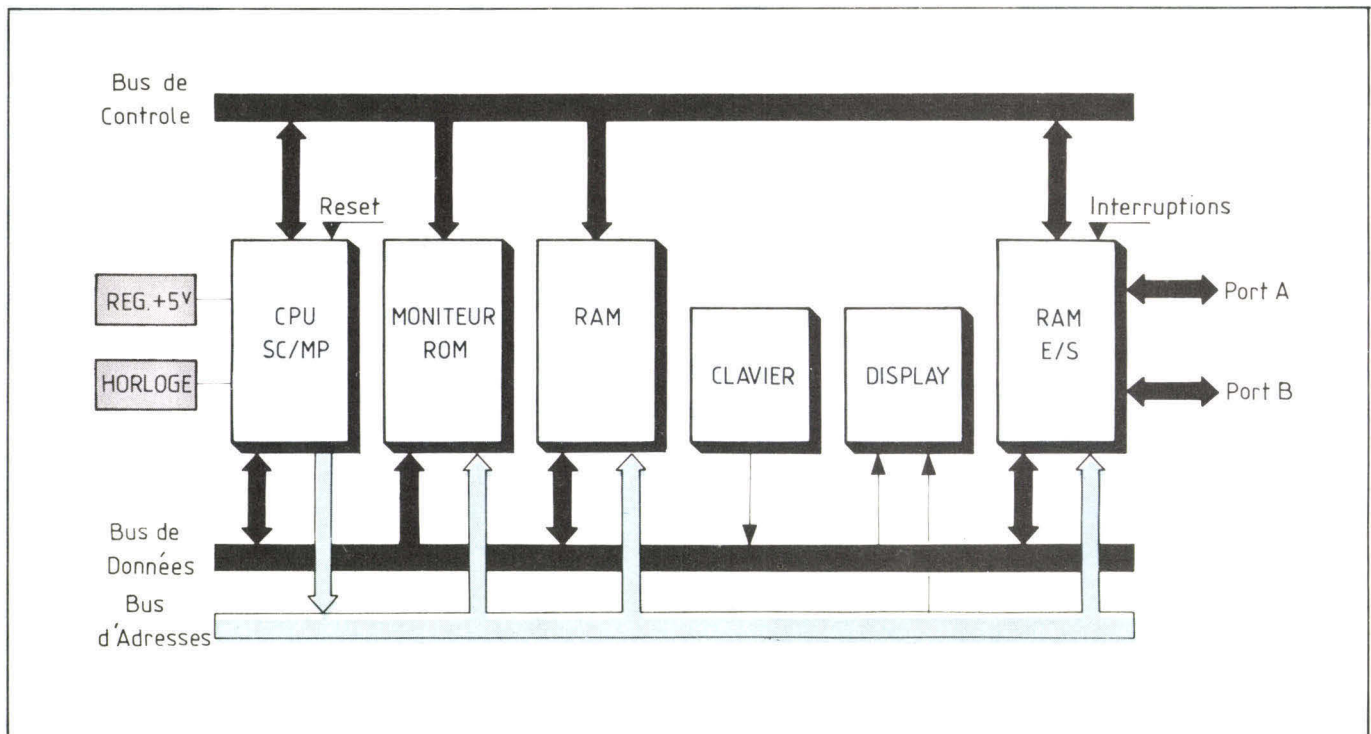 Bus de
Controle
Reset
Interruptions
REG. +5V
HORLOGE
CPU
SC/MP
MONITEUR
ROM
RAM
CLAVIER
DISPLAY
RAM
E/S
Port A
Port B
Bus de
Données
Bus
d'Adresses